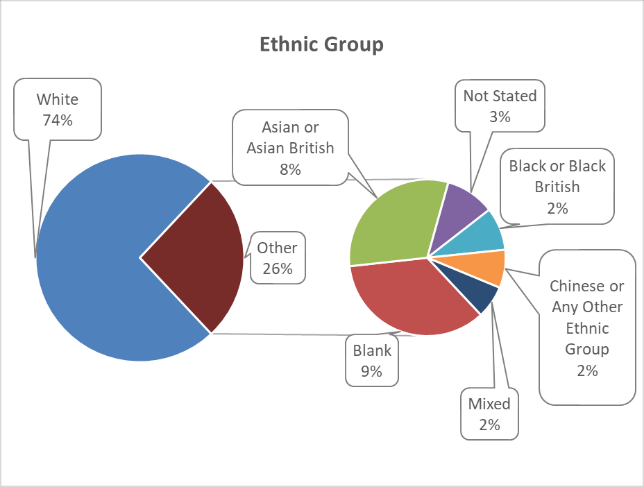 Ethnic Group
White
74%
Other
26%
Asian or
Asian British
8%
Not Stated
3%
Black or Black
British
2%
Chinese or
Any Other
Ethnic
Group
2%
Mixed
2%
Blank
9%